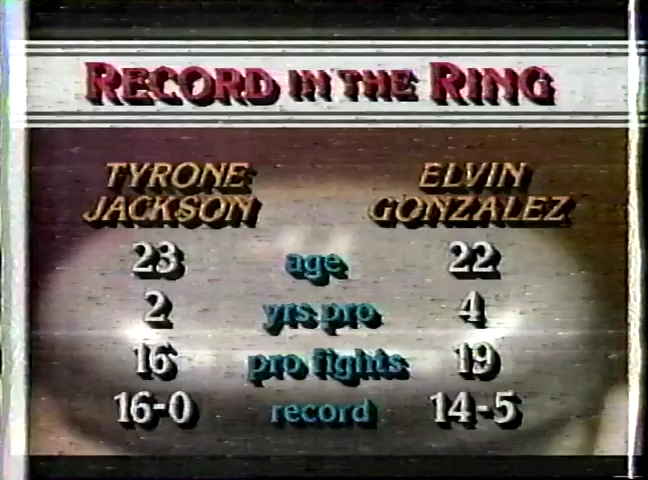 RECORD IN THE RING
TYRONE JACKSON ELVIN GONZALEZ
23 age 22
2 yrs pro 4
16 pro fights 19
16-0 record 14-5